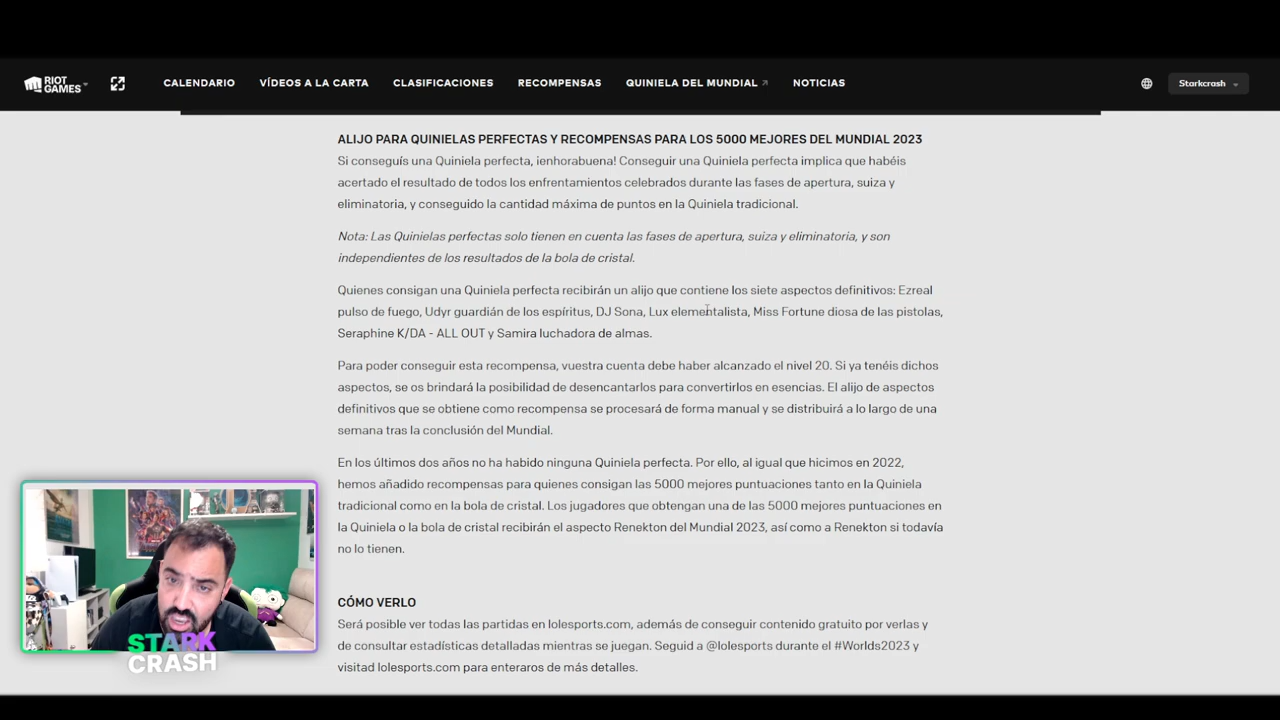 RIOT GAMES
CALENDARIO
VÍDEOS A LA CARTA
CLASIFICACIONES
RECOMPENSAS
QUINIELA DEL MUNDIAL
NOTICIAS
Starkcrash
ALIJO PARA QUINIELAS PERFECTAS Y RECOMPENSAS PARA LOS 5000 MEJORES DEL MUNDIAL 2023
Si conseguís una Quiniela perfecta, ¡enhorabuena! Conseguir una Quiniela perfecta implica que habéis
acertado el resultado de todos los enfrentamientos celebrados durante las fases de apertura, suiza y
eliminatoria, y conseguido la cantidad máxima de puntos en la Quiniela tradicional.
Nota: Las Quinielas perfectas solo tienen en cuenta las fases de apertura, suiza y eliminatoria, y son
independientes de los resultados de la bola de cristal.
Quienes consigan una Quiniela perfecta recibirán un alijo que contiene los siete aspectos definitivos: Ezreal
pulso de fuego, Udyr guardián de los espíritus, DJ Sona, Lux elementalista, Miss Fortune diosa de las pistolas,
Seraphine K/DA - ALL OUT y Samira luchadora de almas.
Para poder conseguir esta recompensa, vuestra cuenta debe haber alcanzado el nivel 20. Si ya tenéis dichos
aspectos, se os brindará la posibilidad de desencantarlos para convertirlos en esencias. El alijo de aspectos
definitivos que se obtiene como recompensa se procesará de forma manual y se distribuirá a lo largo de una
semana tras la conclusión del Mundial.
En los últimos dos años no ha habido ninguna Quiniela perfecta. Por ello, al igual que hicimos en 2022,
hemos añadido recompensas para quienes consigan las 5000 mejores puntuaciones tanto en la Quiniela
tradicional como en la bola de cristal. Los jugadores que obtengan una de las 5000 mejores puntuaciones en
la Quiniela o la bola de cristal recibirán el aspecto Renekton del Mundial 2023, así como a Renekton si todavía
no lo tienen.
CÓMO VERLO
Será posible ver todas las partidas en lolesports.com, además de conseguir contenido gratuito por verlas y
de consultar estadísticas detalladas mientras se juegan. Seguid a @lolesports durante el #Worlds2023 y
visitad lolesports.com para enteraros de más detalles.
STARK
CRASH